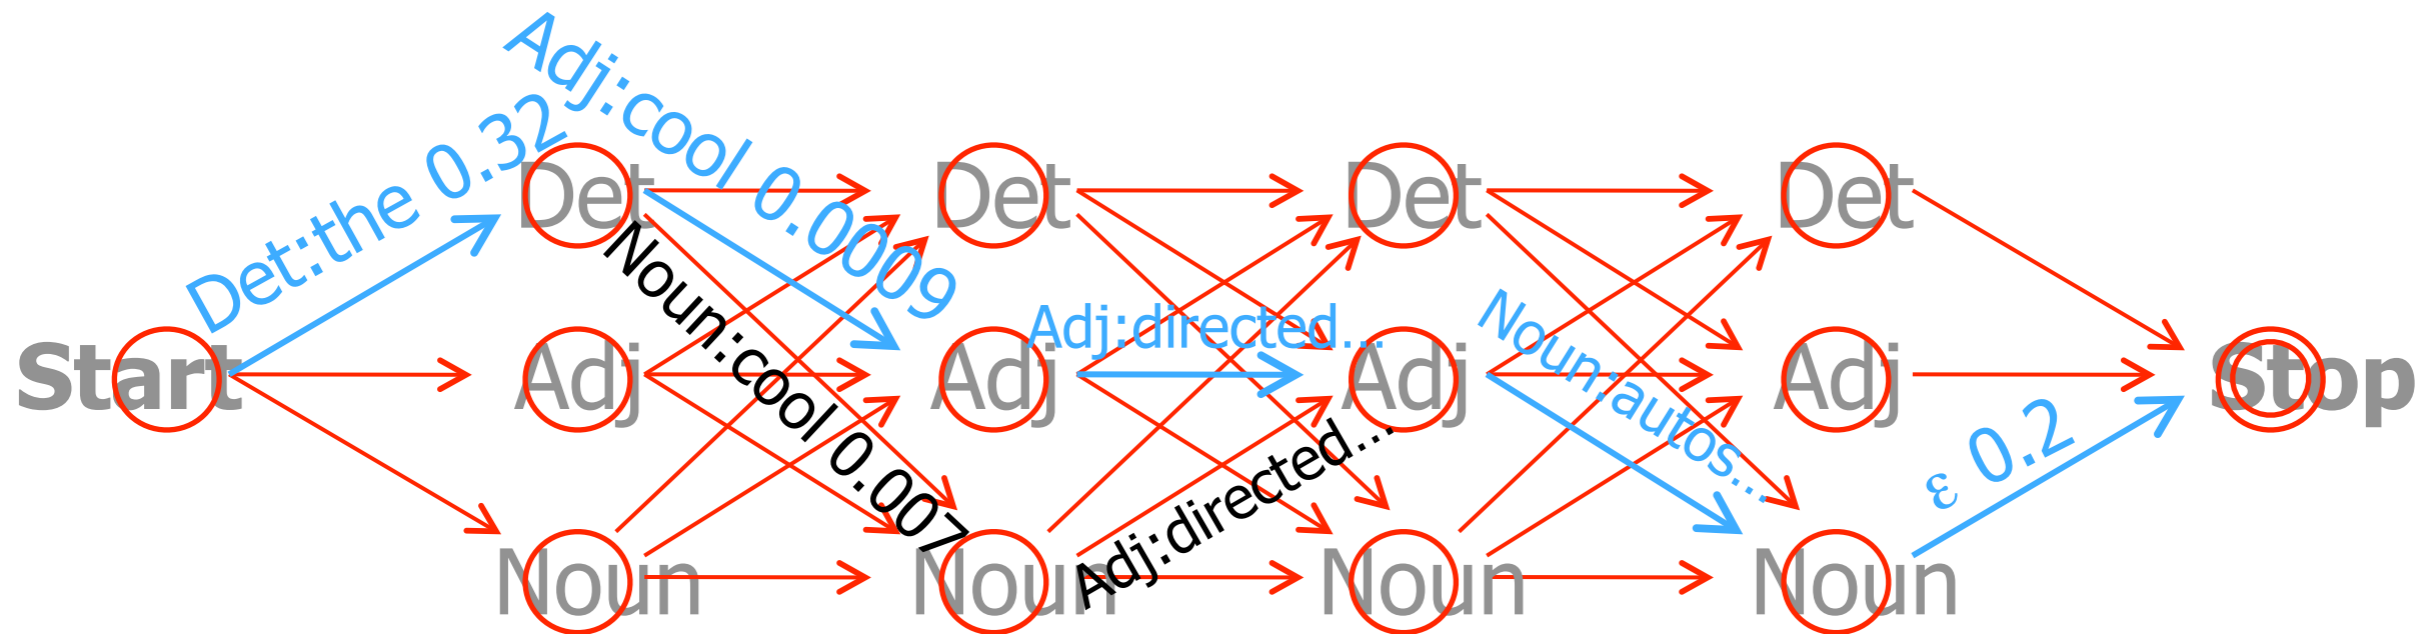 Adj:cool 0.0009
Det:the 0.32
Det Det Det Det
Noun:cool 0.007
Adj:directed...
Noun:autos...
Start Adj Adj Adj Adj Stop
Adj:directed...
ε 0.2
Noun Noun Noun Noun